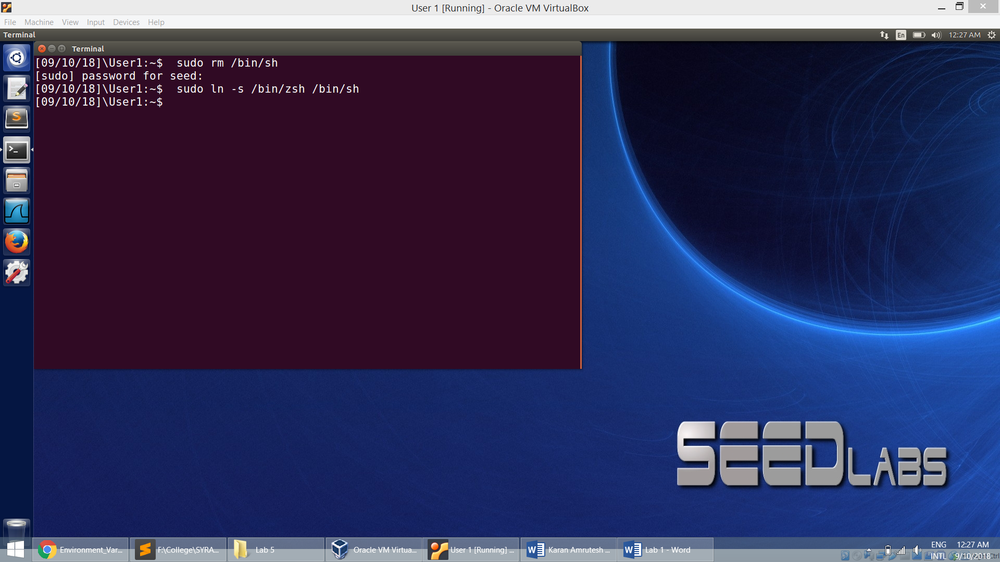 User 1 [Running] - Oracle VM VirtualBox
File Machine View Input Devices Help
Terminal
En
12:27 AM
Terminal
[09/10/18]\User1:~$  sudo rm /bin/sh
[sudo] password for seed:
[09/10/18]\User1:~$  sudo ln -s /bin/zsh /bin/sh
[09/10/18]\User1:~$
SEED LABS
Environment_Var...
F:\College\SYRA...
Lab 5
Oracle VM Virtua...
User 1 [Running] ...
Karan Amrutesh ...
Lab 1 - Word
ENG
INTL
12:27 AM
9/10/2018
Ctrl